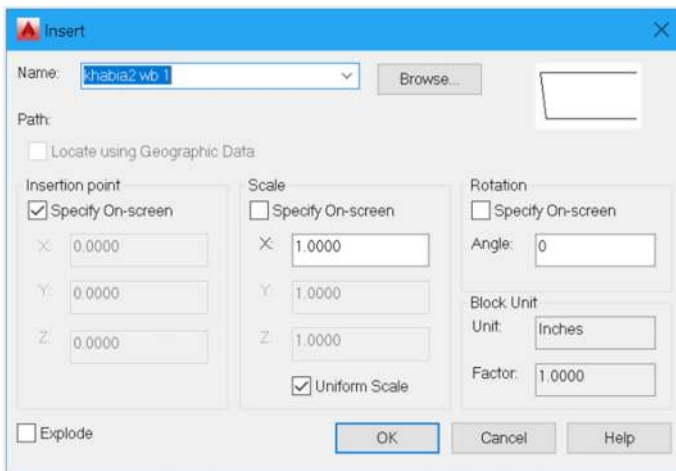 Insert
Name: khabia2 wb 1 Browse...
Path:
Locate using Geographic Data
Insertion point
Specify On-screen
X: 0.0000
Y: 0.0000
Z: 0.0000
Scale
Specify On-screen
X: 1.0000
Y: 1.0000
Z: 1.0000
Uniform Scale
Rotation
Specify On-screen
Angle: 0
Block Unit
Unit: Inches
Factor: 1.0000
Explode
OK Cancel Help